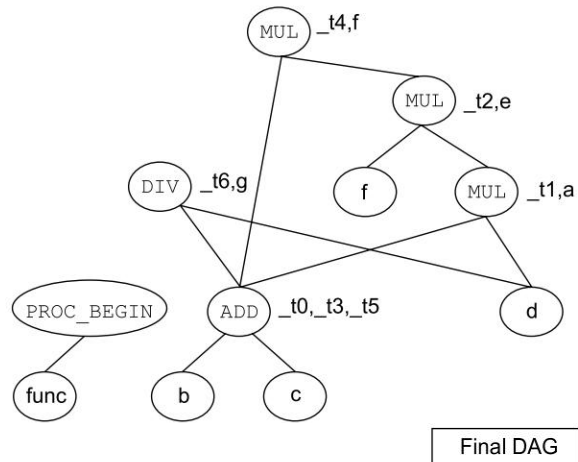 MUL _t4,f
MUL _t2,e
DIV _t6,g
f
MUL _t1,a
PROC_BEGIN
ADD _t0,_t3,_t5
d
func
b
c
Final DAG